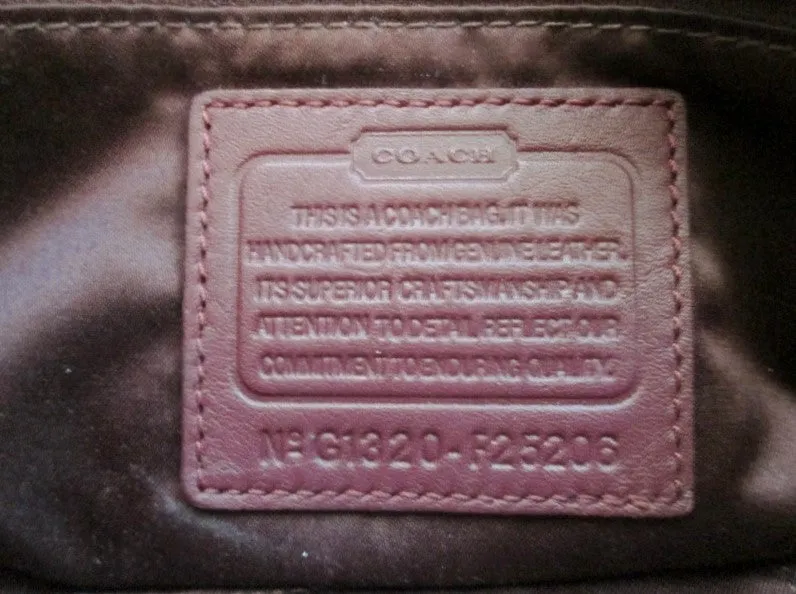 COACH
THIS IS A COACH BAG. IT WAS
HANDCRAFTED FROM GENUINE LEATHER.
ITS SUPERIOR CRAFTSMANSHIP AND
ATTENTION TO DETAIL REFLECT OUR
COMMITMENT TO ENDURING QUALITY.
Nº G1320-F25206